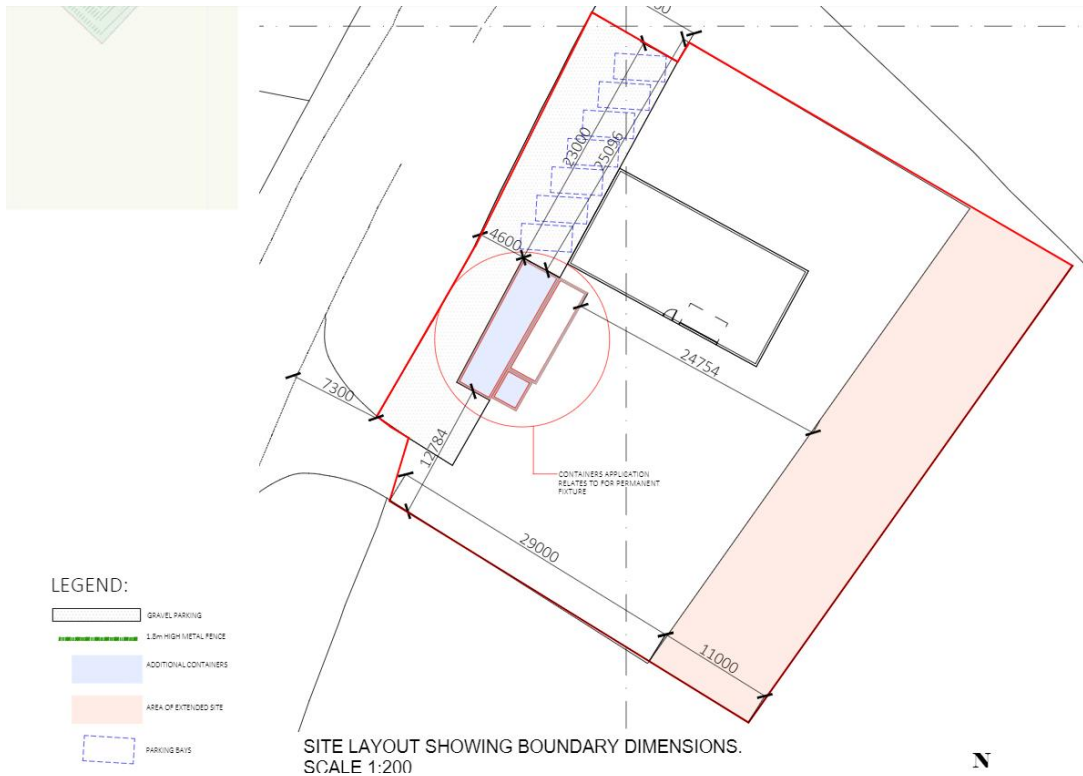 23000
25096
4600
24754
7300
12784
CONTAINERS APPLICATION
RELATES TO FOR PERMANENT
FIXTURE
29000
11000
LEGEND:
GRAVEL PARKING
1.8m HIGH METAL FENCE
ADDITIONAL CONTAINERS
AREA OF EXTENDED SITE
PARKING BAYS
SITE LAYOUT SHOWING BOUNDARY DIMENSIONS.
SCALE 1:200
N